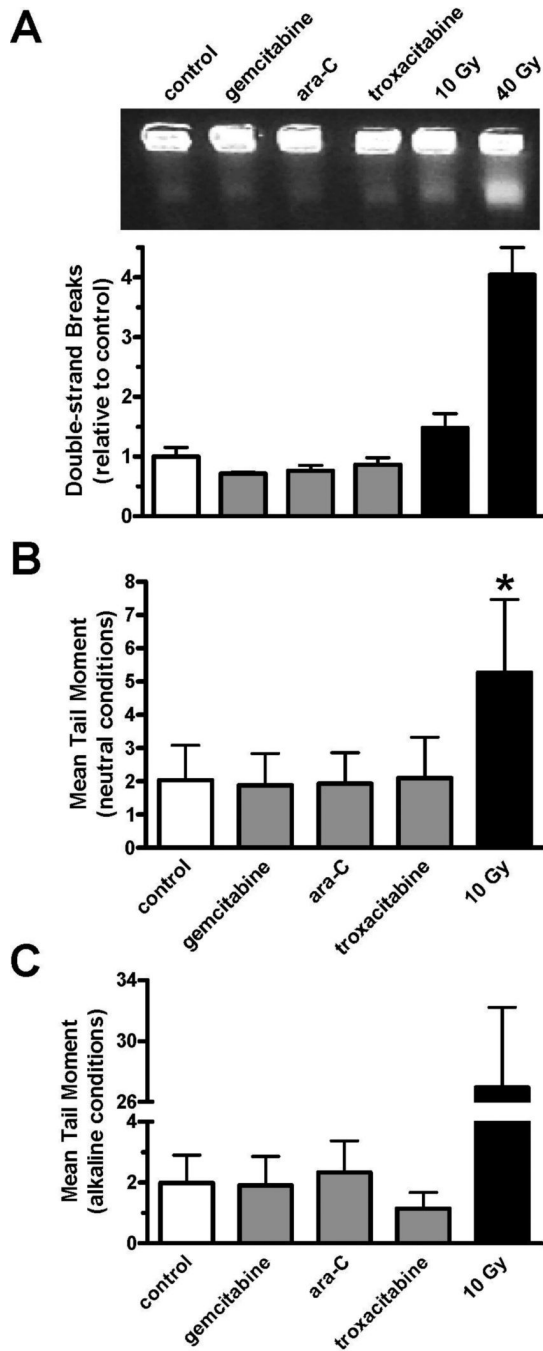 A
control gemcitabine ara-C troxacitabine 10 Gy 40 Gy
Double-strand Breaks
(relative to control)
4
3
2
1
0
B
Mean Tail Moment
(neutral conditions)
8
7
6
5
4
3
2
1
0
*
control gemcitabine ara-C troxacitabine 10 Gy
C
Mean Tail Moment
(alkaline conditions)
34
30
26
4
2
0
control gemcitabine ara-C troxacitabine 10 Gy